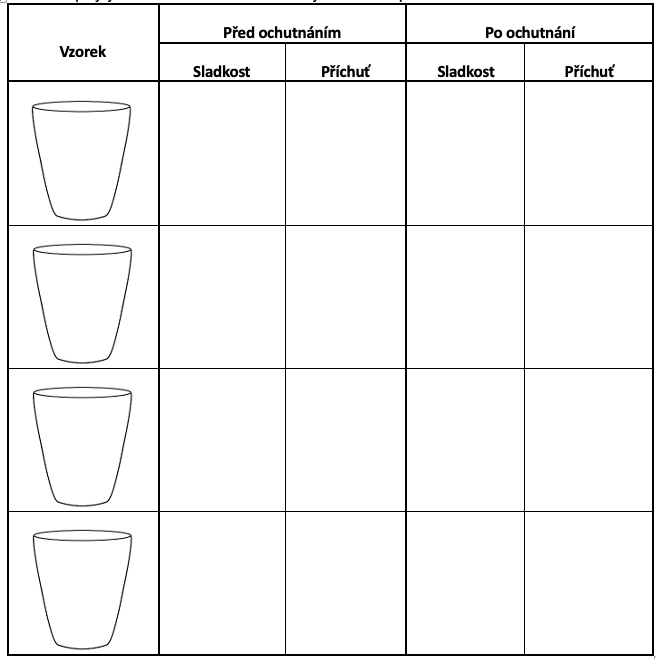 Vzorek
Před ochutnáním
Po ochutnání
Sladkost
Příchuť
Sladkost
Příchuť